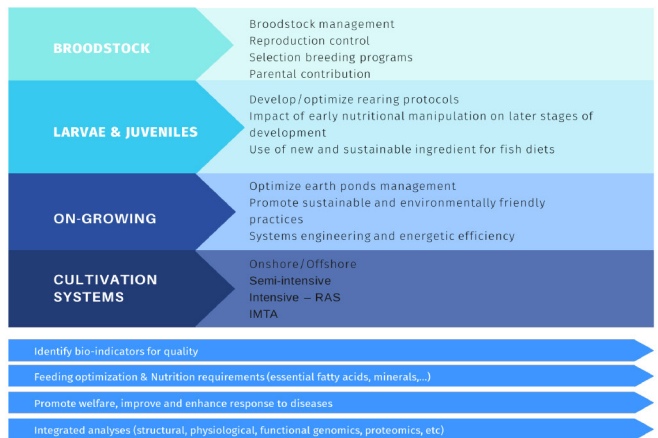 BROODSTOCK
Broodstock management
Reproduction control
Selection breeding programs
Parental contribution
LARVAE & JUVENILES
Develop/optimize rearing protocols
Impact of early nutritional manipulation on later stages of
development
Use of new and sustainable ingredient for fish diets
ON-GROWING
Optimize earth ponds management
Promote sustainable and environmentally friendly
practices
Systems engineering and energetic efficiency
CULTIVATION
SYSTEMS
Onshore/Offshore
Semi-intensive
Intensive – RAS
IMTA
Identify bio-indicators for quality
Feeding optimization & Nutrition requirements (essential fatty acids, minerals,...)
Promote welfare, improve and enhance response to diseases
Integrated analyses (structural, physiological, functional genomics, proteomics, etc)